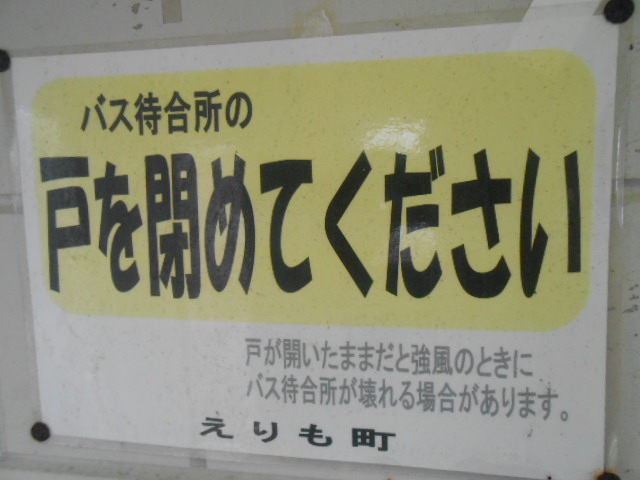 バス待合所の
戸を閉めてください
戸が開いたままだと強風のときに
バス待合所が壊れる場合があります。
えりも町